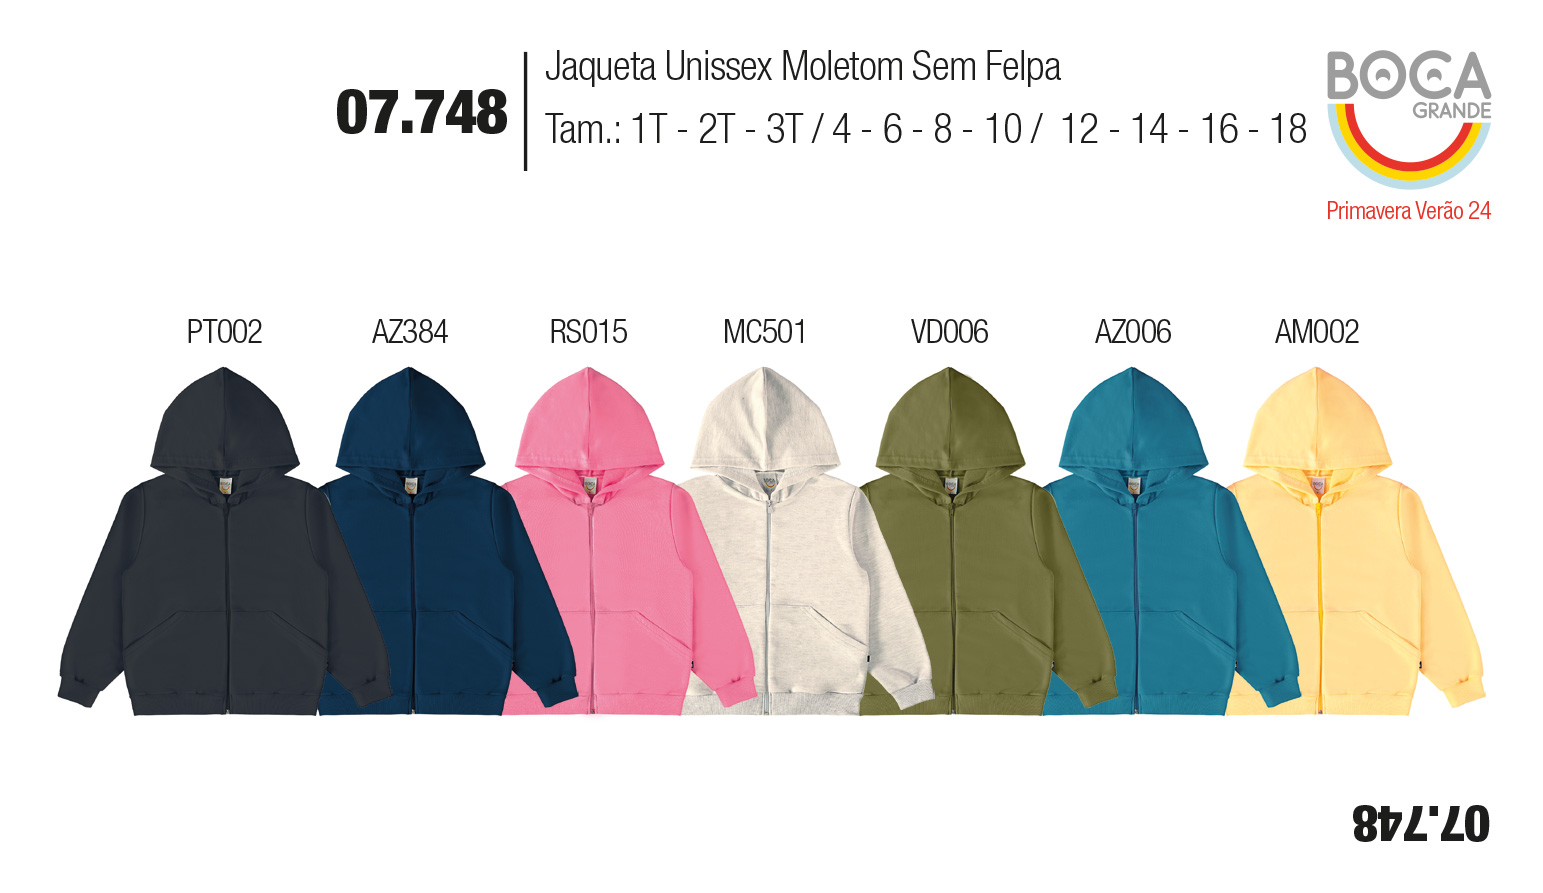 07.748
Jaqueta Unissex Moletom Sem Felpa
Tam.: 1T - 2T - 3T / 4 - 6 - 8 - 10 / 12 - 14 - 16 - 18
BOCA
GRANDE
Primavera Verão 24
PT002
AZ384
RS015
MC501
VD006
AZ006
AM002
BOCA
07.748